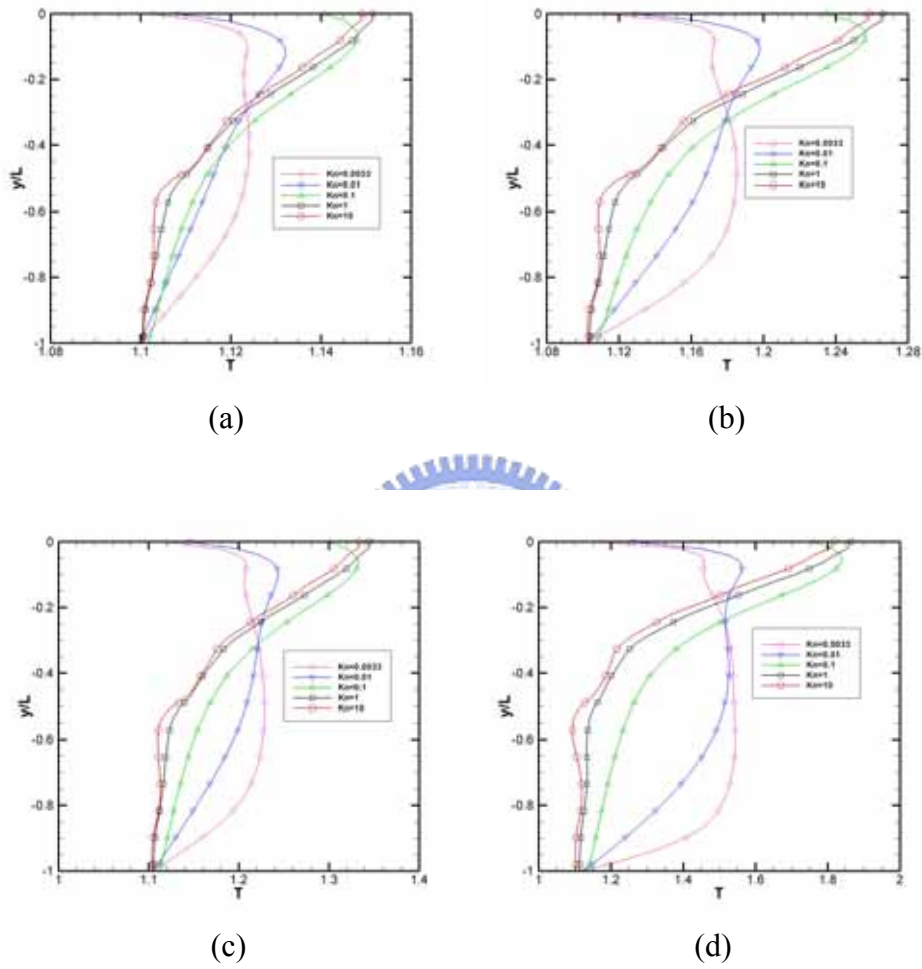 0
-0.2
-0.4
y/L
-0.6
-0.8
-1
1.08
1.1
1.12
1.14
1.16
T
Kn=0.0033
Kn=0.01
Kn=0.1
Kn=1
Kn=10
(a)
0
-0.2
-0.4
y/L
-0.6
-0.8
-1
1.08
1.12
1.16
1.2
1.24
1.28
T
Kn=0.0033
Kn=0.01
Kn=0.1
Kn=1
Kn=10
(b)
0
-0.2
-0.4
y/L
-0.6
-0.8
-1
1
1.1
1.2
1.3
1.4
T
Kn=0.0033
Kn=0.01
Kn=0.1
Kn=1
Kn=10
(c)
0
-0.2
-0.4
y/L
-0.6
-0.8
-1
1
1.2
1.4
1.6
1.8
2
T
Kn=0.0033
Kn=0.01
Kn=0.1
Kn=1
Kn=10
(d)